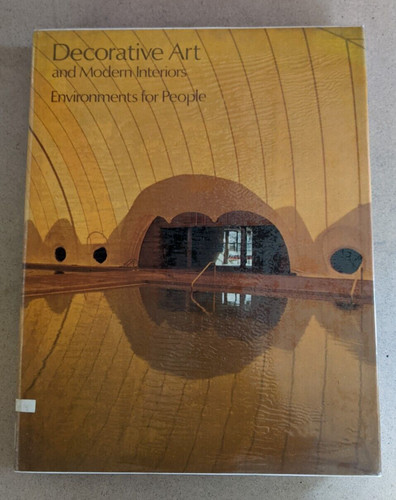 Decorative Art
and Modern Interiors
Environments for People